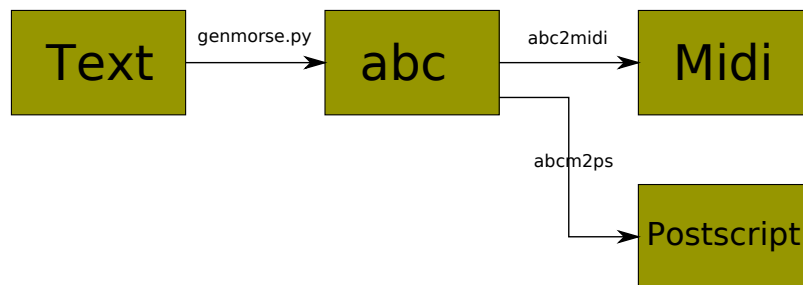 genmorse.py
abc2midi
Text
abc
Midi
abcm2ps
Postscript